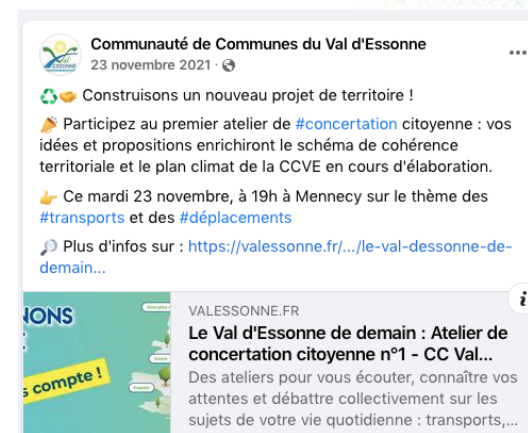 Communauté de Communes du Val d'Essonne
23 novembre 2021 ·
♻️🤝 Construisons un nouveau projet de territoire !
🎉 Participez au premier atelier de #concertation citoyenne : vos
idées et propositions enrichiront le schéma de cohérence
territoriale et le plan climat de la CCVE en cours d'élaboration.
👉 Ce mardi 23 novembre, à 19h à Mennecy sur le thème des
#transports et des #déplacements
🔎 Plus d'infos sur : https://valessonne.fr/.../le-val-dessonne-de-
demain...
IONS
compte !
VALESSONNE.FR
Le Val d'Essonne de demain : Atelier de
concertation citoyenne n°1 - CC Val...
Des ateliers pour vous écouter, connaître vos
attentes et débattre collectivement sur les
sujets de votre vie quotidienne : transports,...